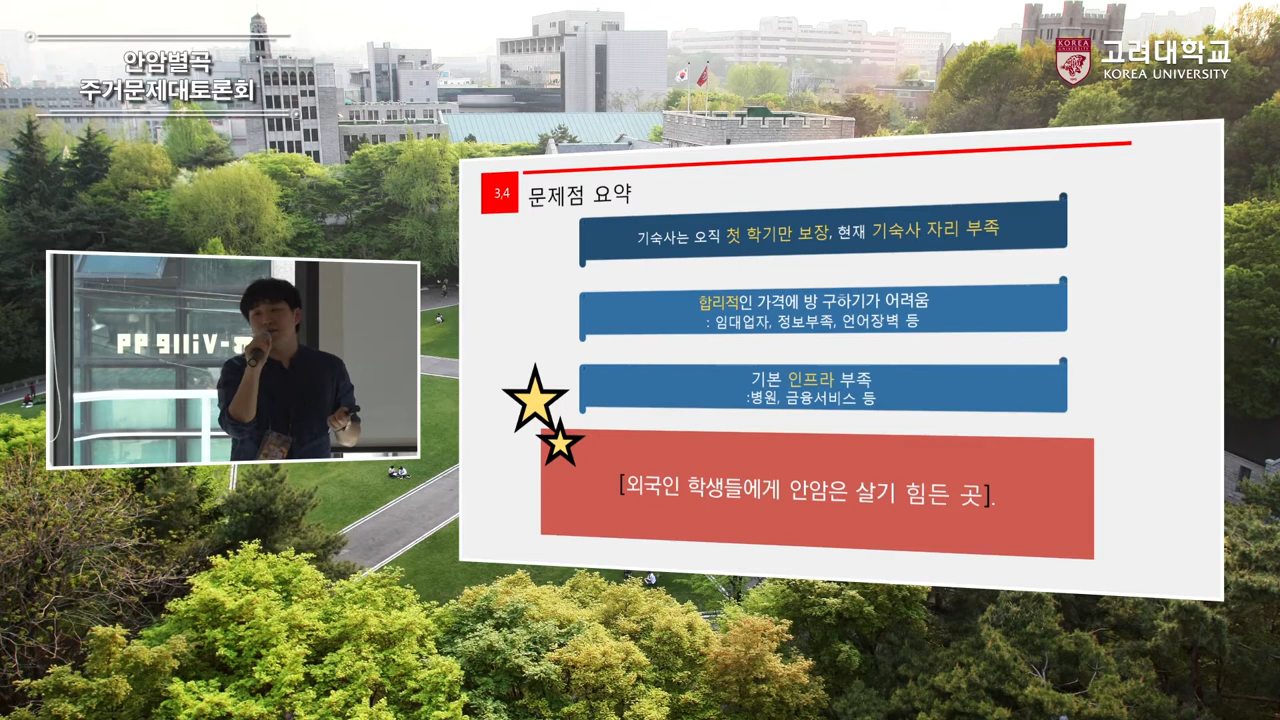 안암별곡
주거문제대토론회
KOREA
고려대학교
KOREA UNIVERSITY
3,4
문제점 요약
기숙사는 오직 첫 학기만 보장, 현재 기숙사 자리 부족
합리적인 가격에 방 구하기가 어려움
: 임대업자, 정보부족, 언어장벽 등
기본 인프라 부족
:병원, 금융서비스 등
[외국인 학생들에게 안암은 살기 힘든 곳].